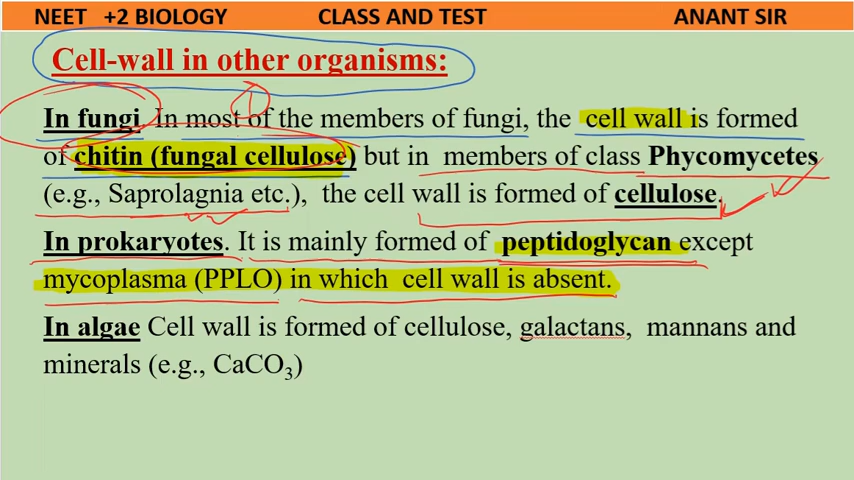 NEET +2 BIOLOGY CLASS AND TEST ANANT SIR
Cell-wall in other organisms:
In fungi In most of the members of fungi, the cell wall is formed
of chitin (fungal cellulose) but in members of class Phycomycetes
(e.g., Saprolagnia etc.), the cell wall is formed of cellulose.
In prokaryotes. It is mainly formed of peptidoglycan except
mycoplasma (PPLO) in which cell wall is absent.
In algae Cell wall is formed of cellulose, galactans, mannans and
minerals (e.g., CaCO₃)